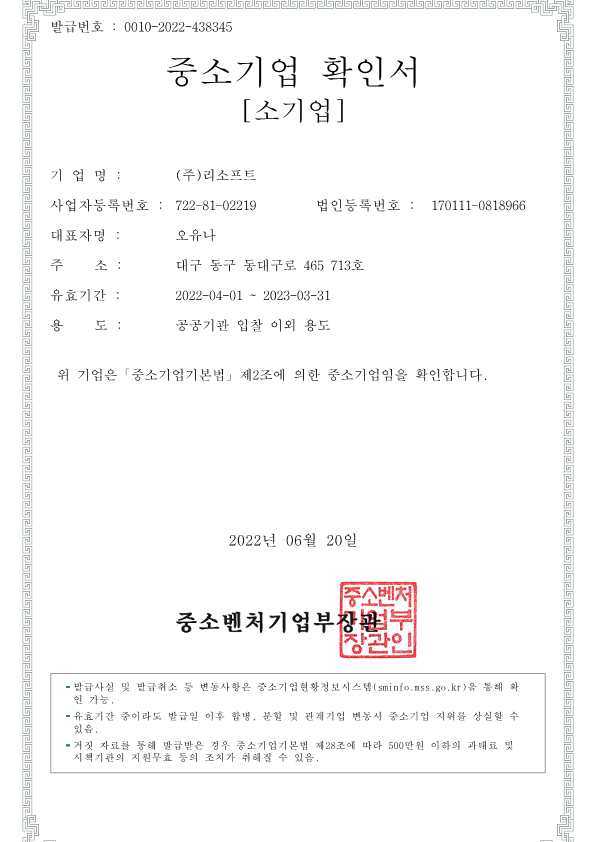 발급번호 : 0010-2022-438345
중소기업 확인서
[소기업]
기 업 명 : (주)리소프트
사업자등록번호 : 722-81-02219 법인등록번호 : 170111-0818966
대표자명 : 오유나
주 소 : 대구 동구 동대구로 465 713호
유효기간 : 2022-04-01 ~ 2023-03-31
용 도 : 공공기관 입찰 이외 용도
위 기업은「중소기업기본법」제2조에 의한 중소기업임을 확인합니다.
2022년 06월 20일
중소벤처기업부장관
중소벤처
기업부
장관인
- 발급사실 및 발급취소 등 변동사항은 중소기업현황정보시스템(sminfo.mss.go.kr)을 통해 확
인 가능.
- 유효기간 중이라도 발급일 이후 합병, 분할 및 관계기업 변동시 중소기업 지위를 상실할 수
있음.
- 거짓 자료를 통해 발급받은 경우 중소기업기본법 제28조에 따라 500만원 이하의 과태료 및
시책기관의 지원무효 등의 조치가 취해질 수 있음.